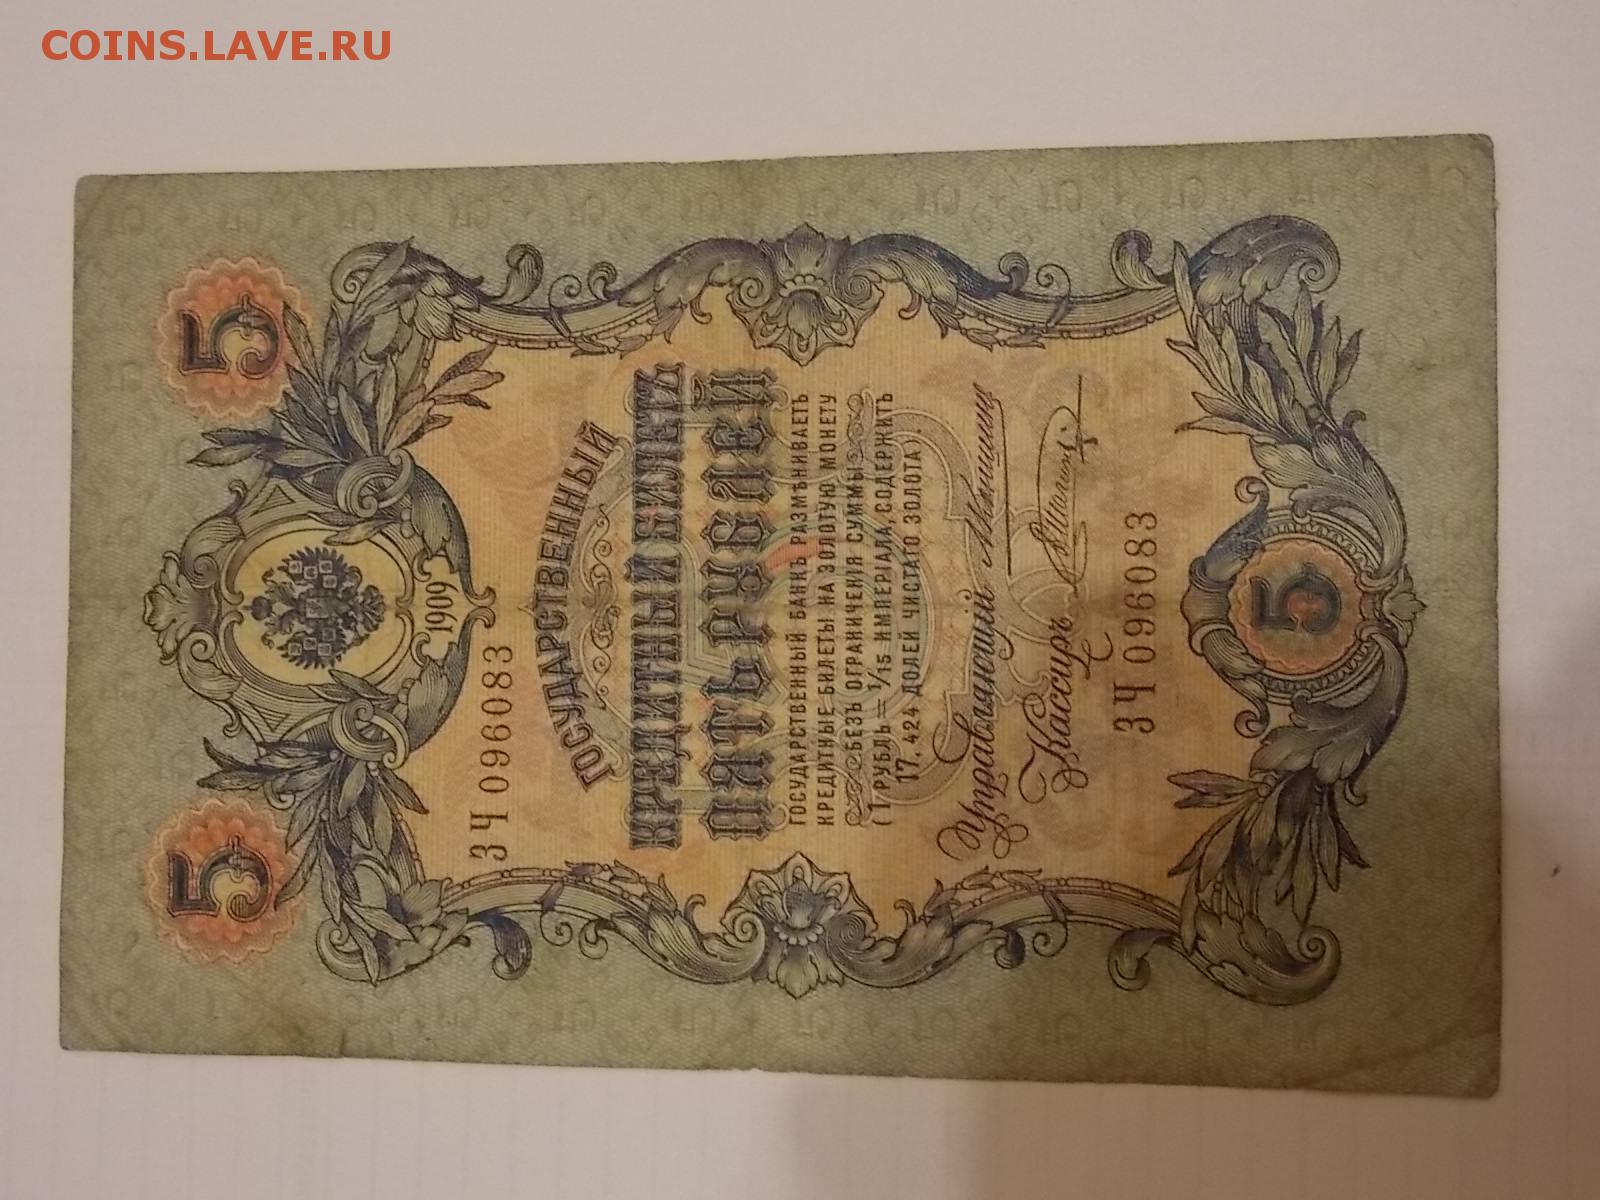 COINS.LAVE.RU
5
5
1909
ЗЧ 096083
ГОСУДАРСТВЕННЫЙ
КРЕДИТНЫЙ БИЛЕТЪ
ПЯТЬ РУБЛЕЙ
ГОСУДАРСТВЕННЫЙ БАНКЪ РАЗМѢНИВАЕТЪ
КРЕДИТНЫЕ БИЛЕТЫ НА ЗОЛОТУЮ МОНЕТУ
БЕЗЪ ОГРАНИЧЕНІЯ СУММЫ
(1 РУБЛЬ = 1/15 ИМПЕРІАЛА, СОДЕРЖИТЪ
17,424 ДОЛЕЙ ЧИСТАГО ЗОЛОТА).
Управляющій
Кассиръ
ЗЧ 096083
5